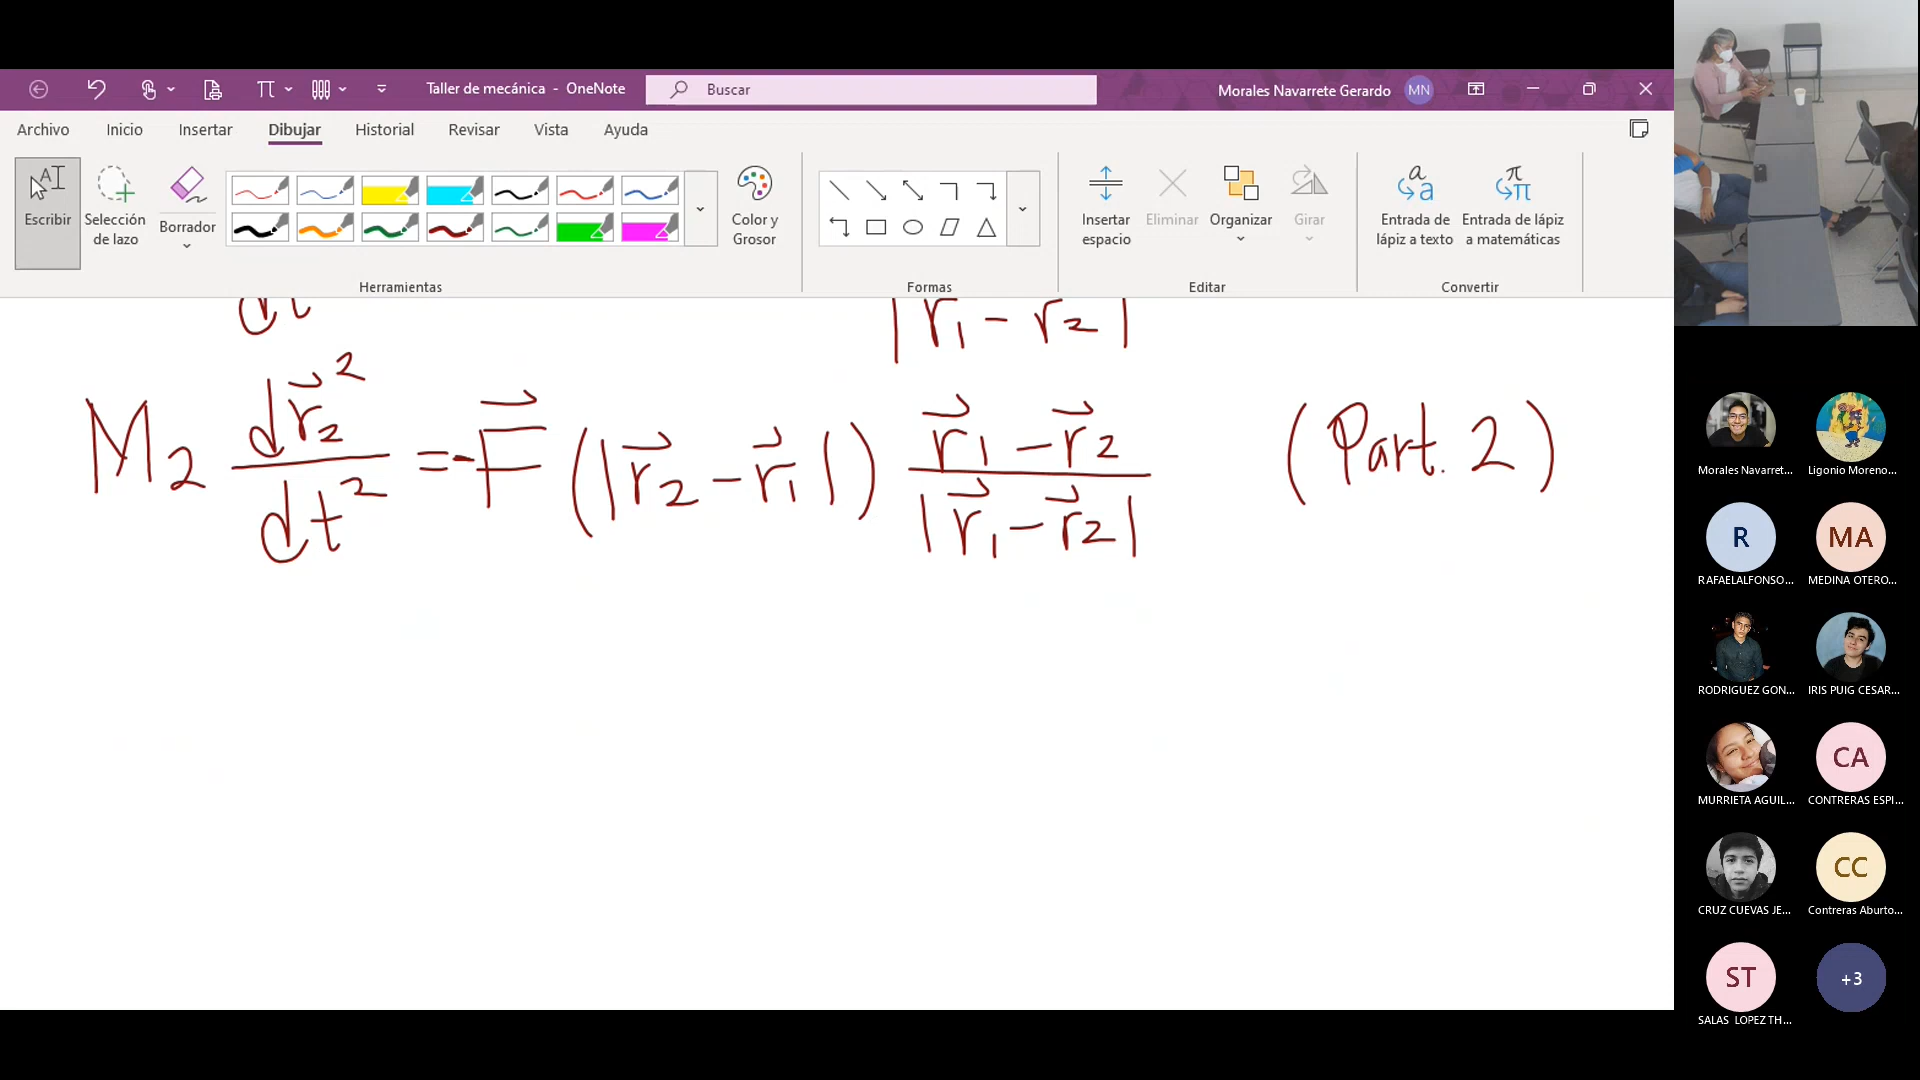 Taller de mecánica - OneNote
Buscar
Morales Navarrete Gerardo MN
Archivo Inicio Insertar Dibujar Historial Revisar Vista Ayuda
Escribir
Selección de lazo
Borrador
Color y Grosor
Insertar espacio
Eliminar
Organizar
Girar
Entrada de lápiz a texto
Entrada de lápiz a matemáticas
Herramientas Formas Editar Convertir
dt |r₁ - r₂|
M₂ dr⃗₂² / dt² = -F⃗ (|r⃗₂ - r⃗₁|) (r⃗₁ - r⃗₂) / |r⃗₁ - r⃗₂| (Part. 2)
Morales Navarret... Ligonio Moreno...
R MA
RAFAELALFONSO... MEDINA OTERO...
RODRIGUEZ GON... IRIS PUIG CESAR...
CA
MURRIETA AGUIL... CONTRERAS ESPI...
CC
CRUZ CUEVAS JE... Contreras Aburto...
ST +3
SALAS LOPEZ TH...